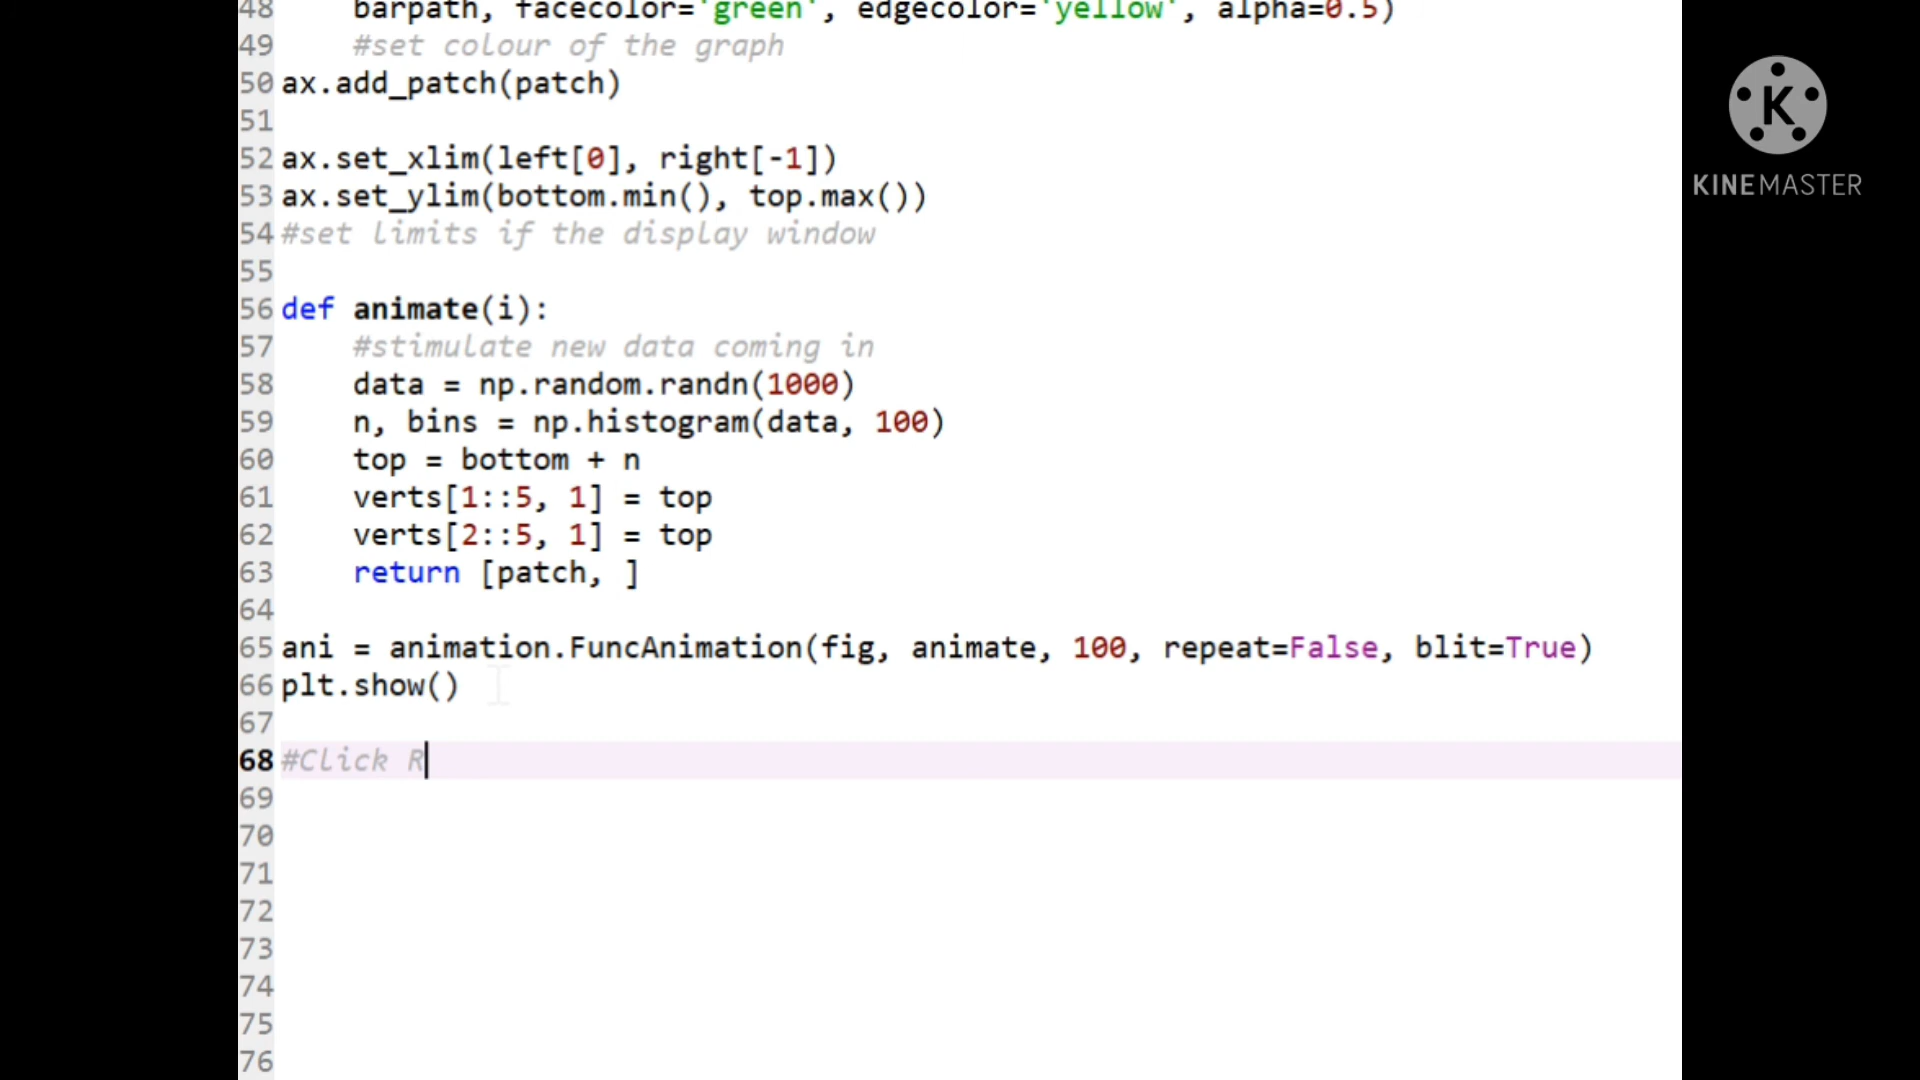 48 barpath, facecolor='green', edgecolor='yellow', alpha=0.5)
49 #set colour of the graph
50 ax.add_patch(patch)
51
52 ax.set_xlim(left[0], right[-1])
53 ax.set_ylim(bottom.min(), top.max())
54 #set limits if the display window
55
56 def animate(i):
57 #stimulate new data coming in
58 data = np.random.randn(1000)
59 n, bins = np.histogram(data, 100)
60 top = bottom + n
61 verts[1::5, 1] = top
62 verts[2::5, 1] = top
63 return [patch, ]
64
65 ani = animation.FuncAnimation(fig, animate, 100, repeat=False, blit=True)
66 plt.show()
67
68 #Click R
69
70
71
72
73
74
75
76
K
KINEMASTER